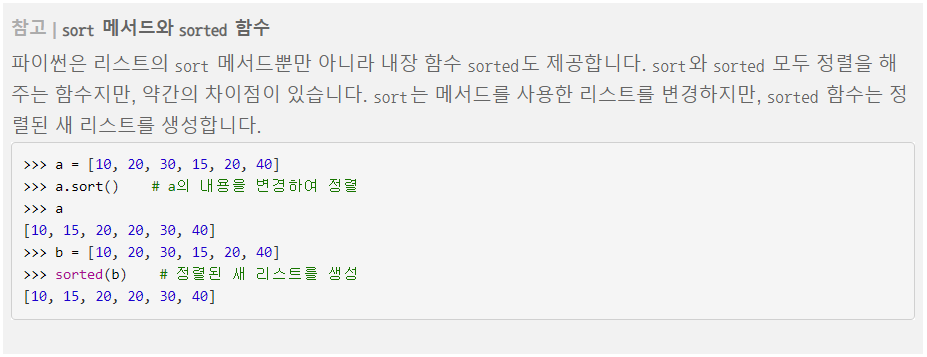 참고 | sort 메서드와 sorted 함수
파이썬은 리스트의 sort 메서드뿐만 아니라 내장 함수 sorted도 제공합니다. sort와 sorted 모두 정렬을 해
주는 함수지만, 약간의 차이점이 있습니다. sort는 메서드를 사용한 리스트를 변경하지만, sorted 함수는 정
렬된 새 리스트를 생성합니다.
>>> a = [10, 20, 30, 15, 20, 40]
>>> a.sort()    # a의 내용을 변경하여 정렬
>>> a
[10, 15, 20, 20, 30, 40]
>>> b = [10, 20, 30, 15, 20, 40]
>>> sorted(b)    # 정렬된 새 리스트를 생성
[10, 15, 20, 20, 30, 40]